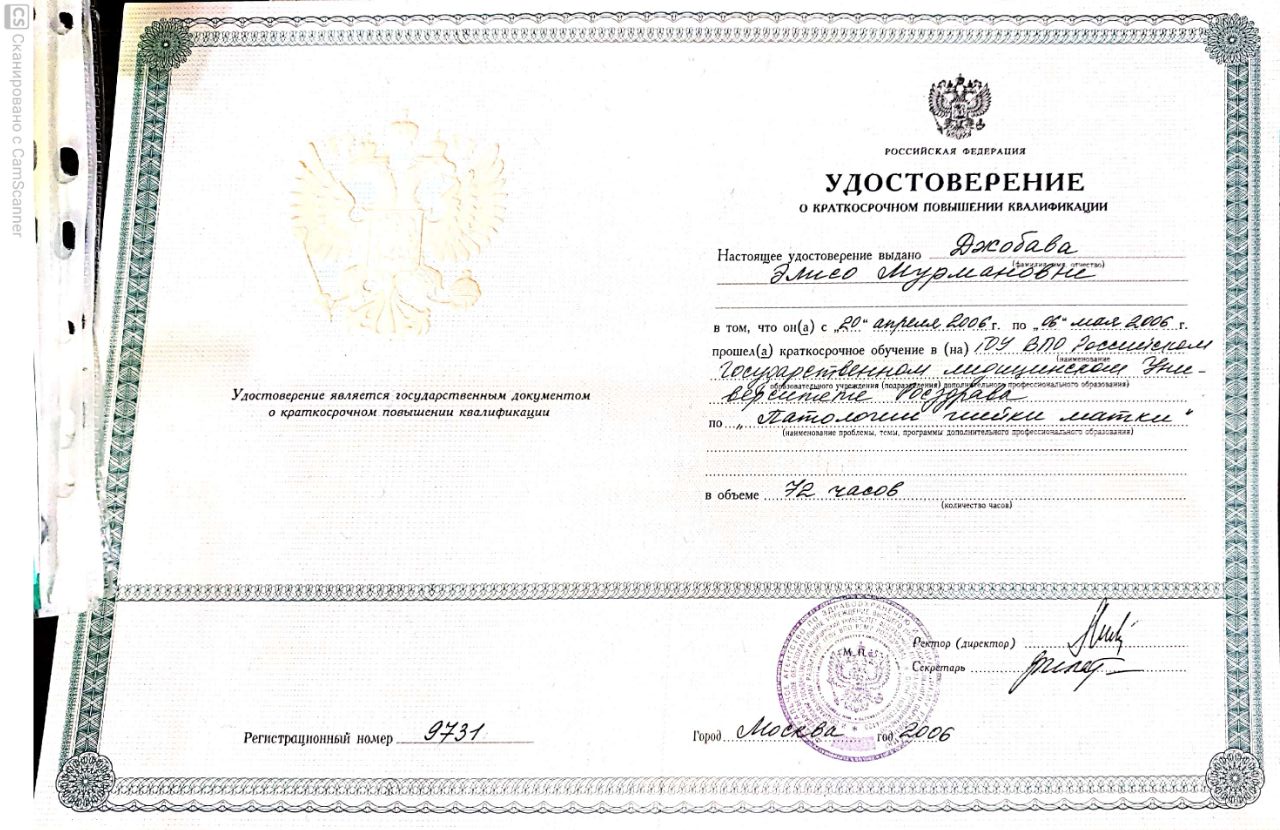 CS Сканировано с CamScanner
Удостоверение является государственным документом
о краткосрочном повышении квалификации
Регистрационный номер 9731
РОССИЙСКАЯ ФЕДЕРАЦИЯ
УДОСТОВЕРЕНИЕ
О КРАТКОСРОЧНОМ ПОВЫШЕНИИ КВАЛИФИКАЦИИ
Настоящее удостоверение выдано Джобава
(фамилия, имя, отчество)
Элисо Мурмановне
в том, что он(а) с „20“ апреля 2006 г. по „06“ мая 2006 г.
прошел(а) краткосрочное обучение в (на) ГОУ ВПО Российском
(наименование
Государственном медицинском Уни-
образовательного учреждения (подразделения) дополнительного профессионального образования)
верситете Росздрава
по „Патологии шейки матки“
(наименование проблемы, темы, программы дополнительного профессионального образования)
в объеме 72 часов
(количество часов)
М.П.
Ректор (директор)
Секретарь
Город Москва год 2006